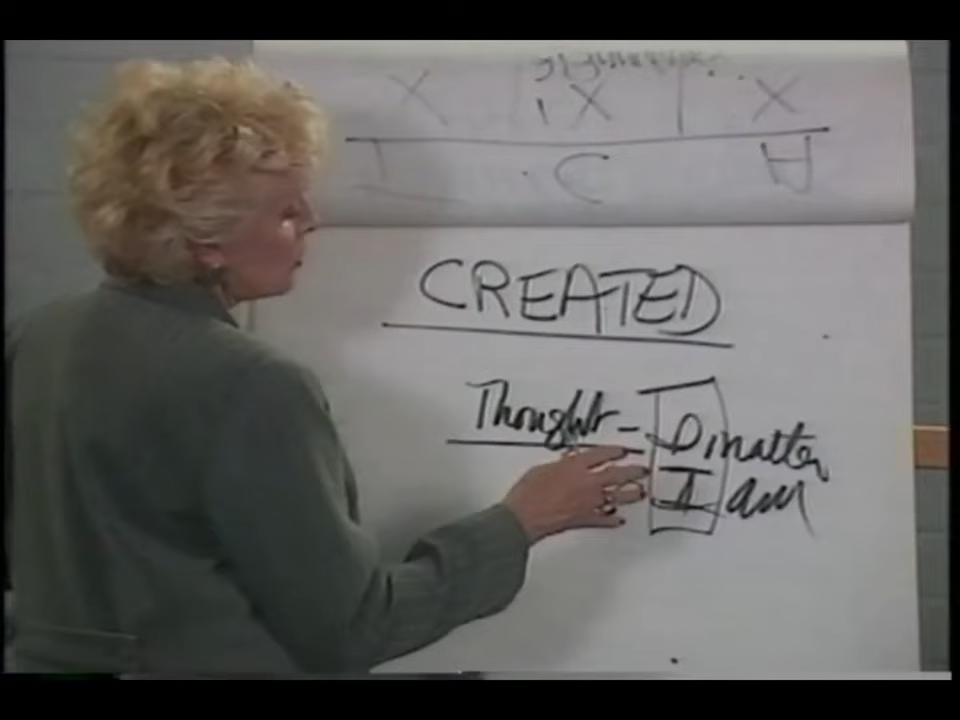 X X X
I C A
CREATED
Thought - D matter
I am